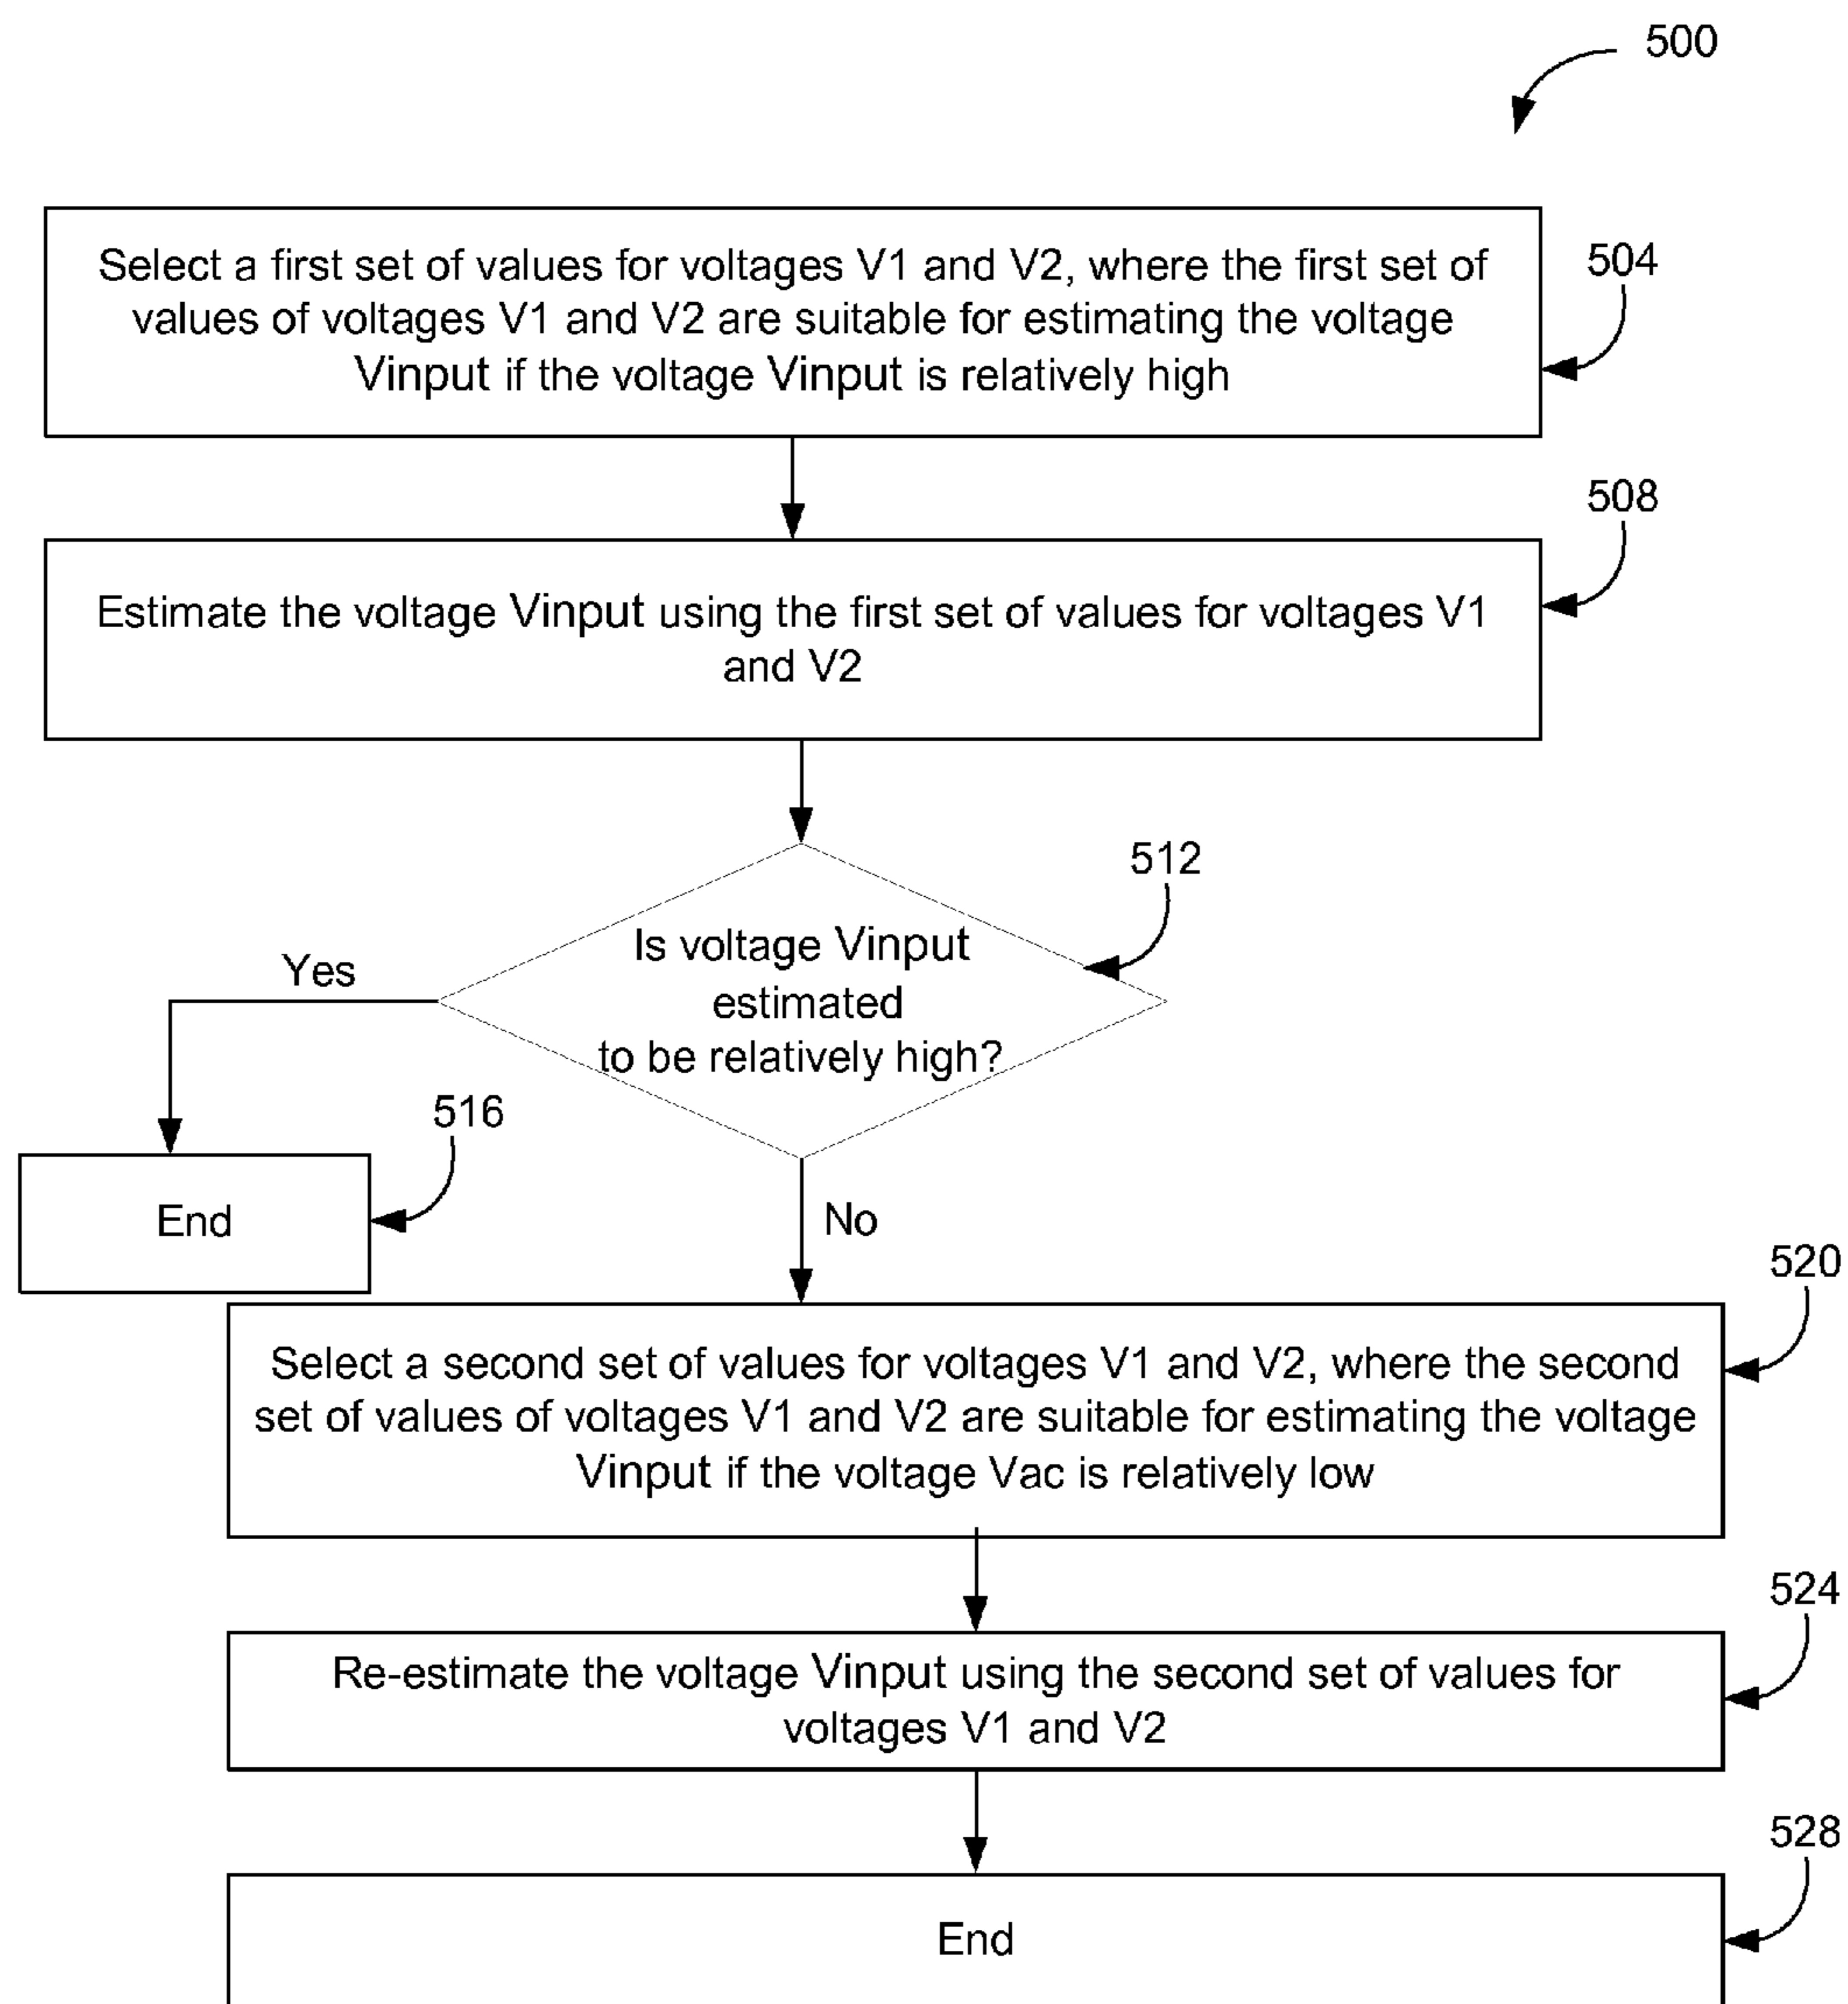 500
Select a first set of values for voltages V1 and V2, where the first set of
values of voltages V1 and V2 are suitable for estimating the voltage
Vinput if the voltage Vinput is relatively high
504
Estimate the voltage Vinput using the first set of values for voltages V1
and V2
508
512
Is voltage Vinput
estimated
to be relatively high?
Yes
516
End
No
520
Select a second set of values for voltages V1 and V2, where the second
set of values of voltages V1 and V2 are suitable for estimating the voltage
Vinput if the voltage Vac is relatively low
524
Re-estimate the voltage Vinput using the second set of values for
voltages V1 and V2
528
End